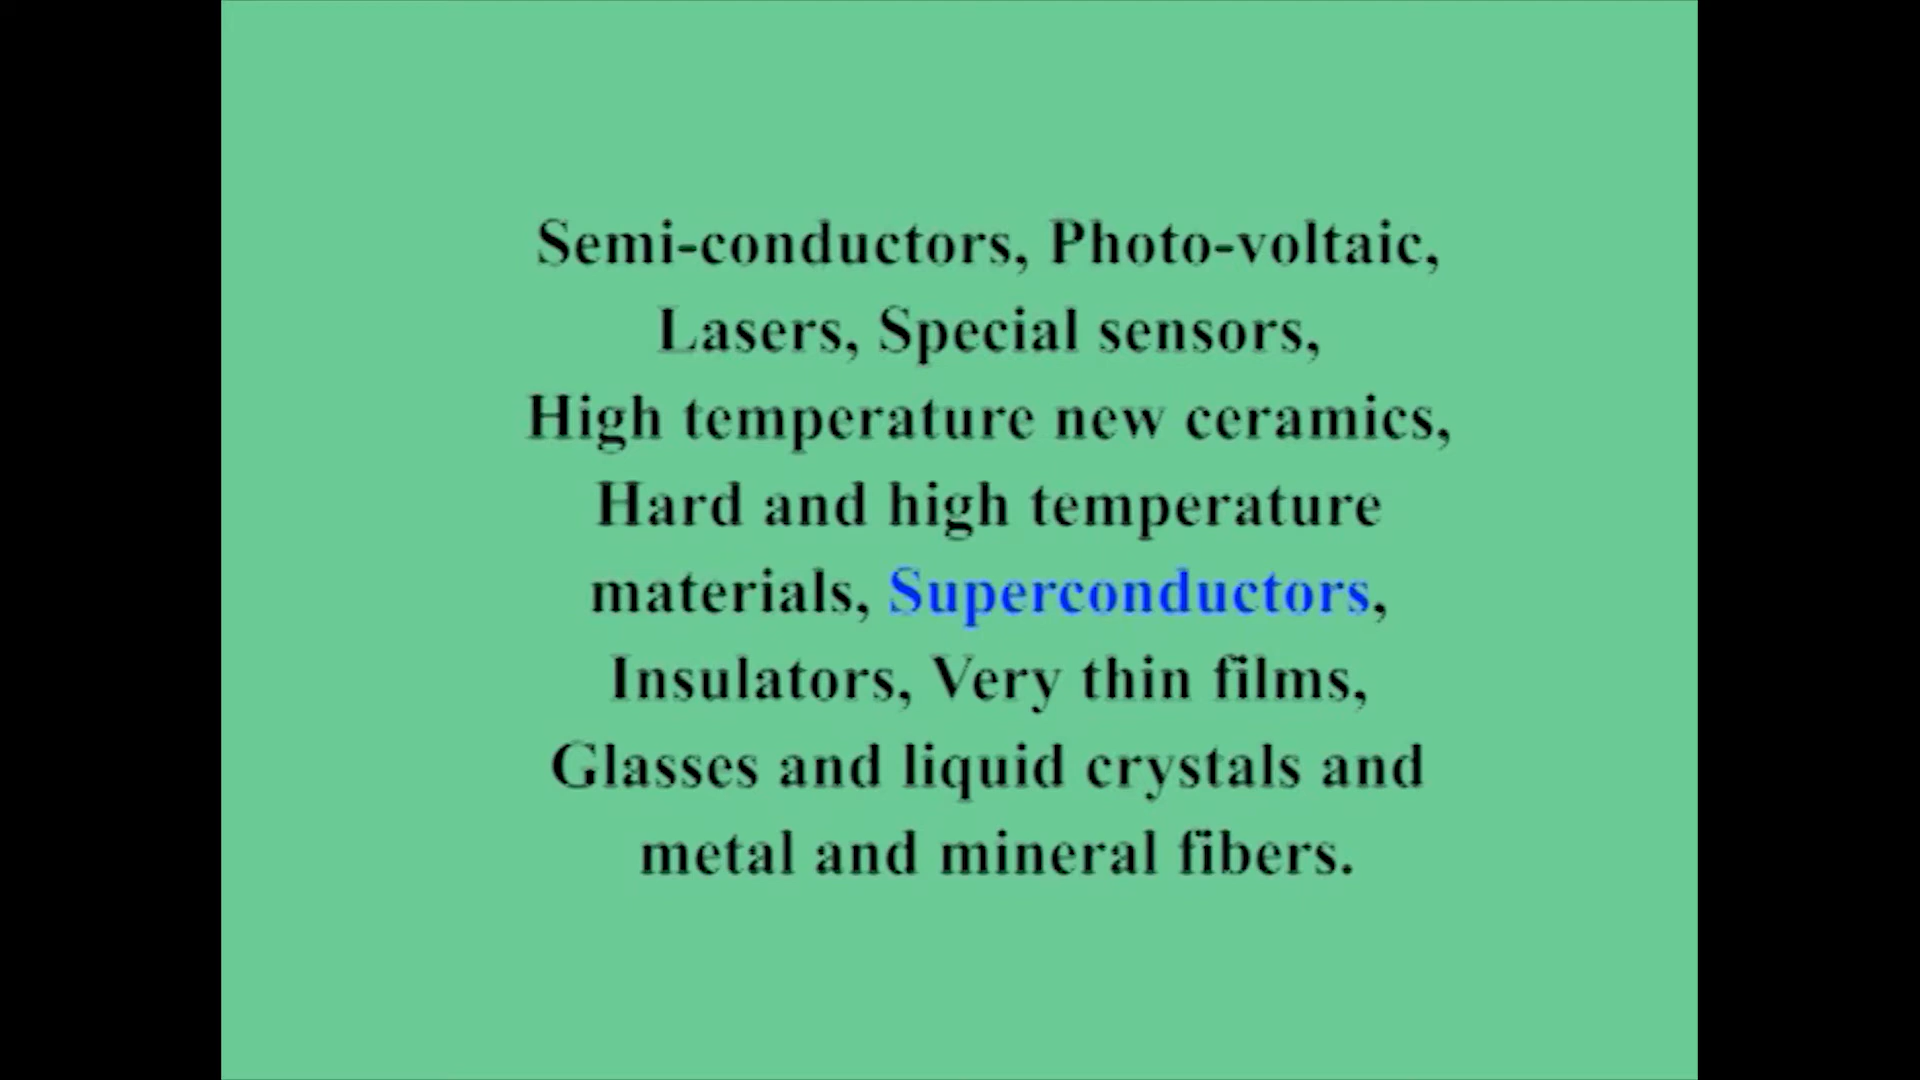 Semi-conductors, Photo-voltaic,
Lasers, Special sensors,
High temperature new ceramics,
Hard and high temperature
materials, Superconductors,
Insulators, Very thin films,
Glasses and liquid crystals and
metal and mineral fibers.